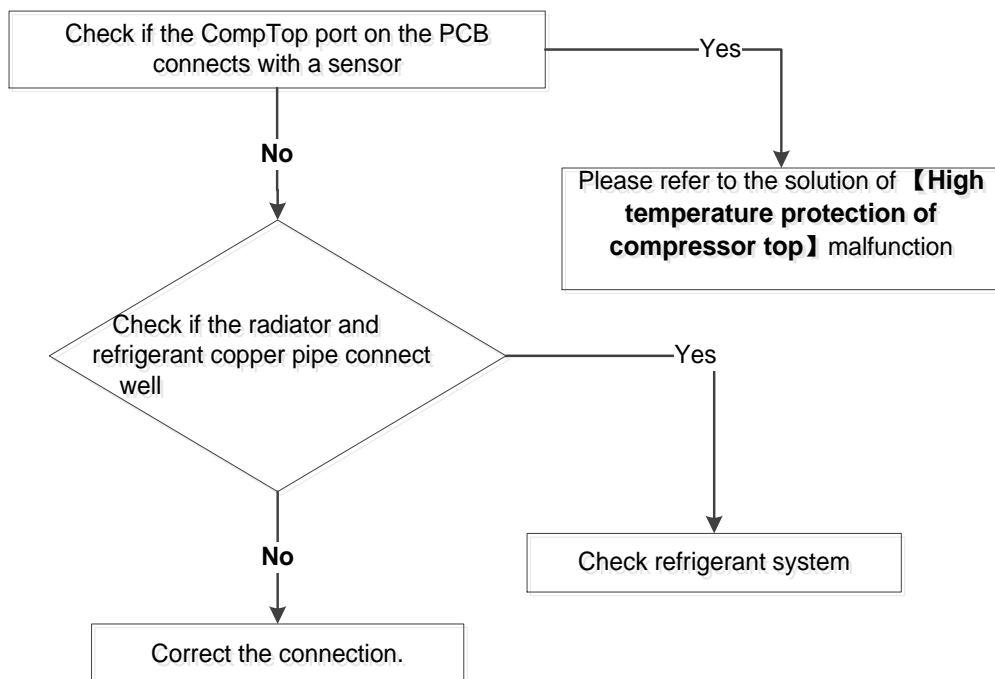 Check if the CompTop port on the PCB
connects with a sensor
Yes
No
Please refer to the solution of 【High
temperature protection of
compressor top】 malfunction
Check if the radiator and
refrigerant copper pipe connect
well
Yes
No
Check refrigerant system
Correct the connection.